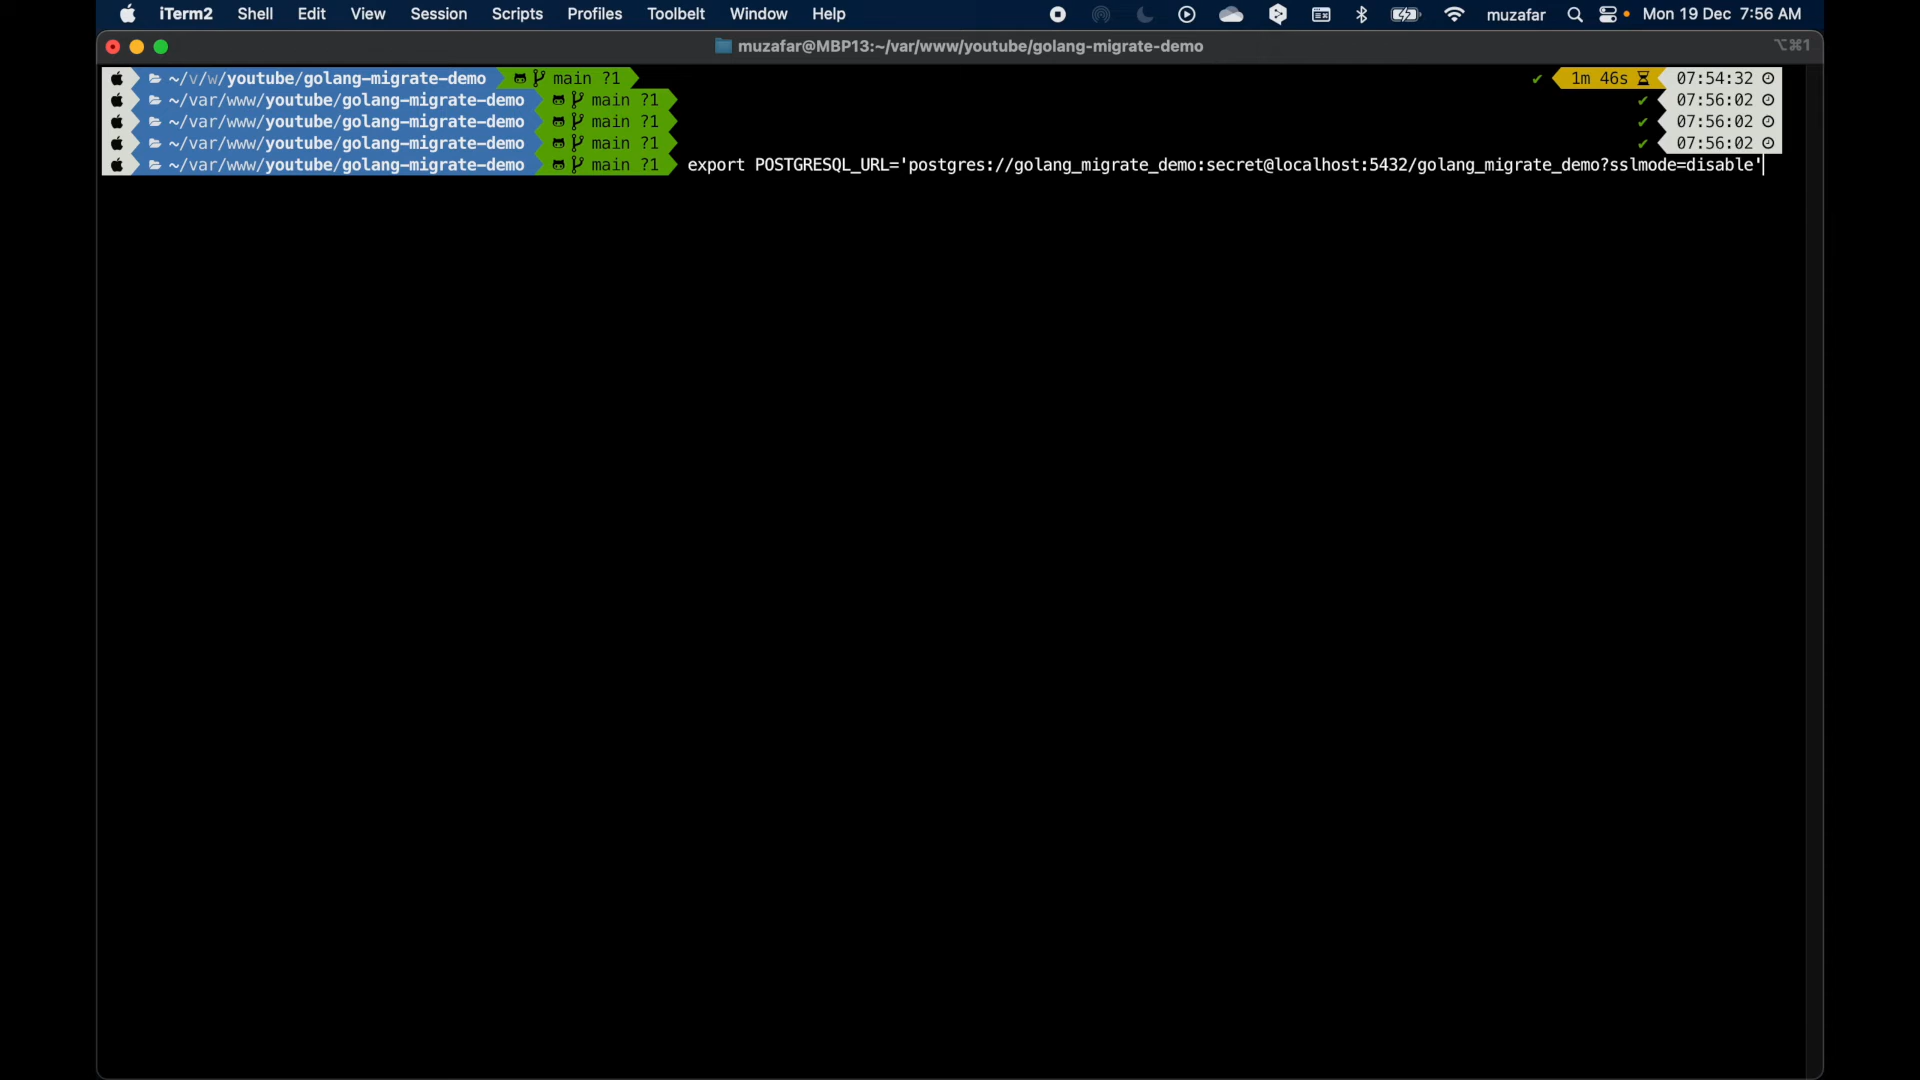 iTerm2 Shell Edit View Session Scripts Profiles Toolbelt Window Help muzafar Mon 19 Dec 7:56 AM
muzafar@MBP13:~/var/www/youtube/golang-migrate-demo ⌥⌘1
~/v/w/youtube/golang-migrate-demo main ?1 ✔ 1m 46s 07:54:32
~/var/www/youtube/golang-migrate-demo main ?1 ✔ 07:56:02
~/var/www/youtube/golang-migrate-demo main ?1 ✔ 07:56:02
~/var/www/youtube/golang-migrate-demo main ?1 ✔ 07:56:02
~/var/www/youtube/golang-migrate-demo main ?1 export POSTGRESQL_URL='postgres://golang_migrate_demo:secret@localhost:5432/golang_migrate_demo?sslmode=disable'